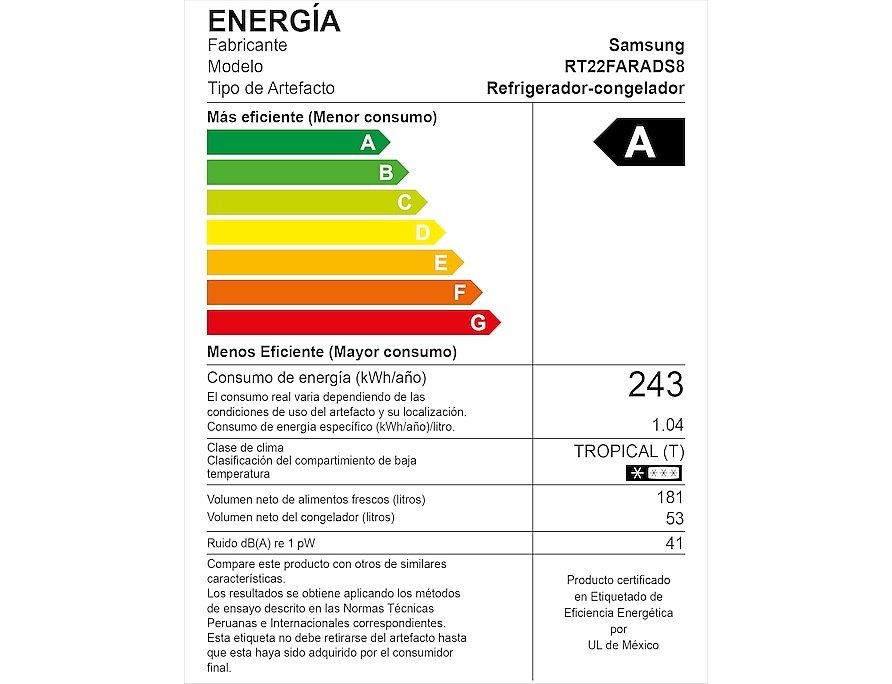 ENERGÍA
Fabricante Samsung
Modelo RT22FARADS8
Tipo de Artefacto Refrigerador-congelador
Más eficiente (Menor consumo)
A A
B
C
D
E
F
G
Menos Eficiente (Mayor consumo)
Consumo de energía (kWh/año) 243
El consumo real varia dependiendo de las
condiciones de uso del artefacto y su localización.
Consumo de energia específico (kWh/año)/litro. 1.04
Clase de clima TROPICAL (T)
Clasificación del compartimiento de baja
temperatura
Volumen neto de alimentos frescos (litros) 181
Volumen neto del congelador (litros) 53
Ruido dB(A) re 1 pW 41
Compare este producto con otros de similares
características.
Los resultados se obtiene aplicando los métodos
de ensayo descrito en las Normas Técnicas
Peruanas e Internacionales correspondientes.
Esta etiqueta no debe retirarse del artefacto hasta
que esta haya sido adquirido por el consumidor
final.
Producto certificado
en Etiquetado de
Eficiencia Energética
por
UL de México